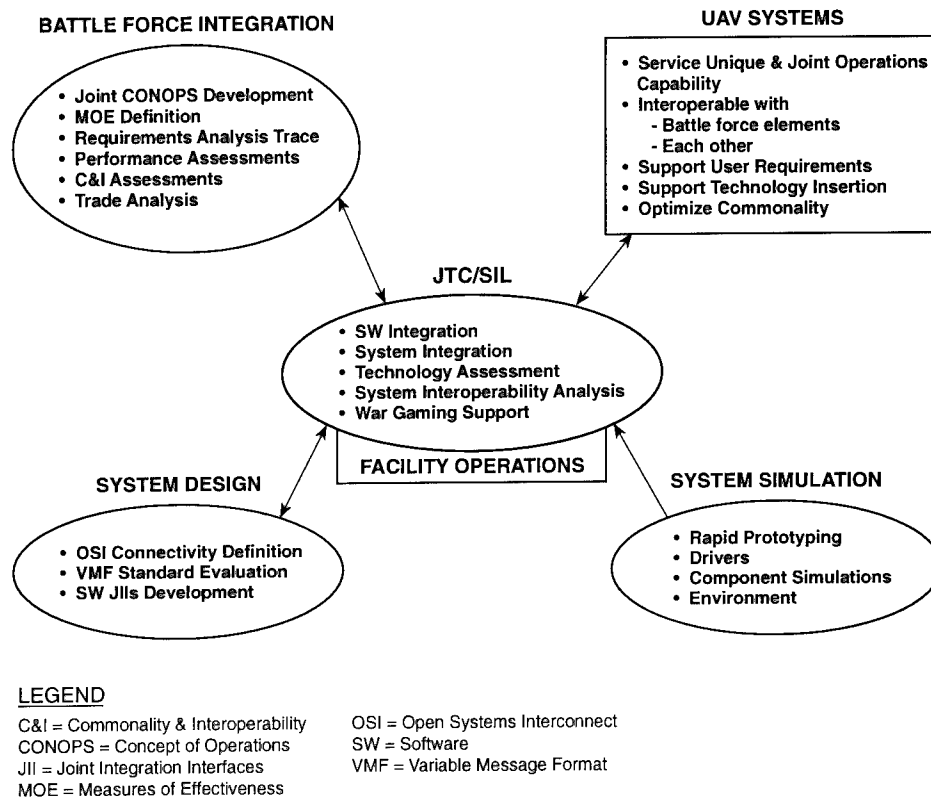 BATTLE FORCE INTEGRATION
• Joint CONOPS Development
• MOE Definition
• Requirements Analysis Trace
• Performance Assessments
• C&I Assessments
• Trade Analysis
UAV SYSTEMS
• Service Unique & Joint Operations
Capability
• Interoperable with
- Battle force elements
- Each other
• Support User Requirements
• Support Technology Insertion
• Optimize Commonality
JTC/SIL
• SW Integration
• System Integration
• Technology Assessment
• System Interoperability Analysis
• War Gaming Support
FACILITY OPERATIONS
SYSTEM DESIGN
• OSI Connectivity Definition
• VMF Standard Evaluation
• SW JIIs Development
SYSTEM SIMULATION
• Rapid Prototyping
• Drivers
• Component Simulations
• Environment
LEGEND
C&I = Commonality & Interoperability
CONOPS = Concept of Operations
JII = Joint Integration Interfaces
MOE = Measures of Effectiveness
OSI = Open Systems Interconnect
SW = Software
VMF = Variable Message Format